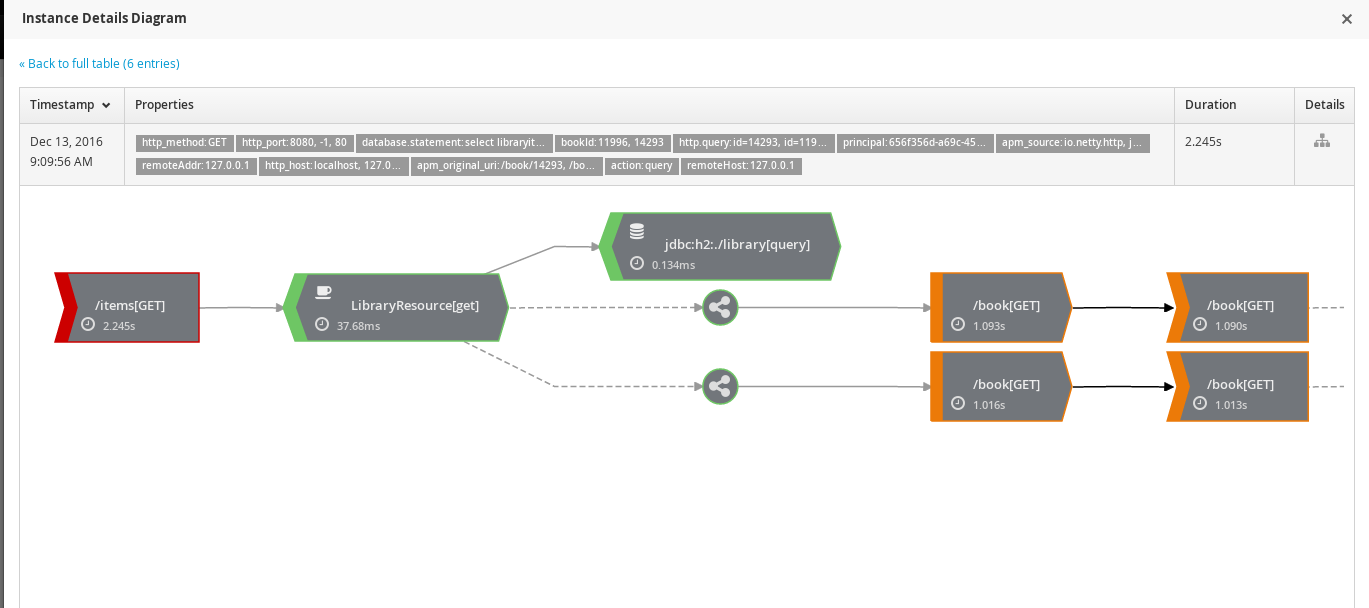 Instance Details Diagram
« Back to full table (6 entries)
Timestamp Properties Duration Details
Dec 13, 2016
9:09:56 AM
http_method:GET http_port:8080, -1, 80 database.statement:select libraryit... bookId:11996, 14293 http.query:id=14293, id=119... principal:656f356d-a69c-45... apm_source:io.netty.http, j...
remoteAddr:127.0.0.1 http_host:localhost, 127.0... apm_original_uri:/book/14293, /bo... action:query remoteHost:127.0.0.1
2.245s
jdbc:h2:./library[query]
0.134ms
/items[GET]
2.245s
LibraryResource[get]
37.68ms
/book[GET]
1.093s
/book[GET]
1.090s
/book[GET]
1.016s
/book[GET]
1.013s